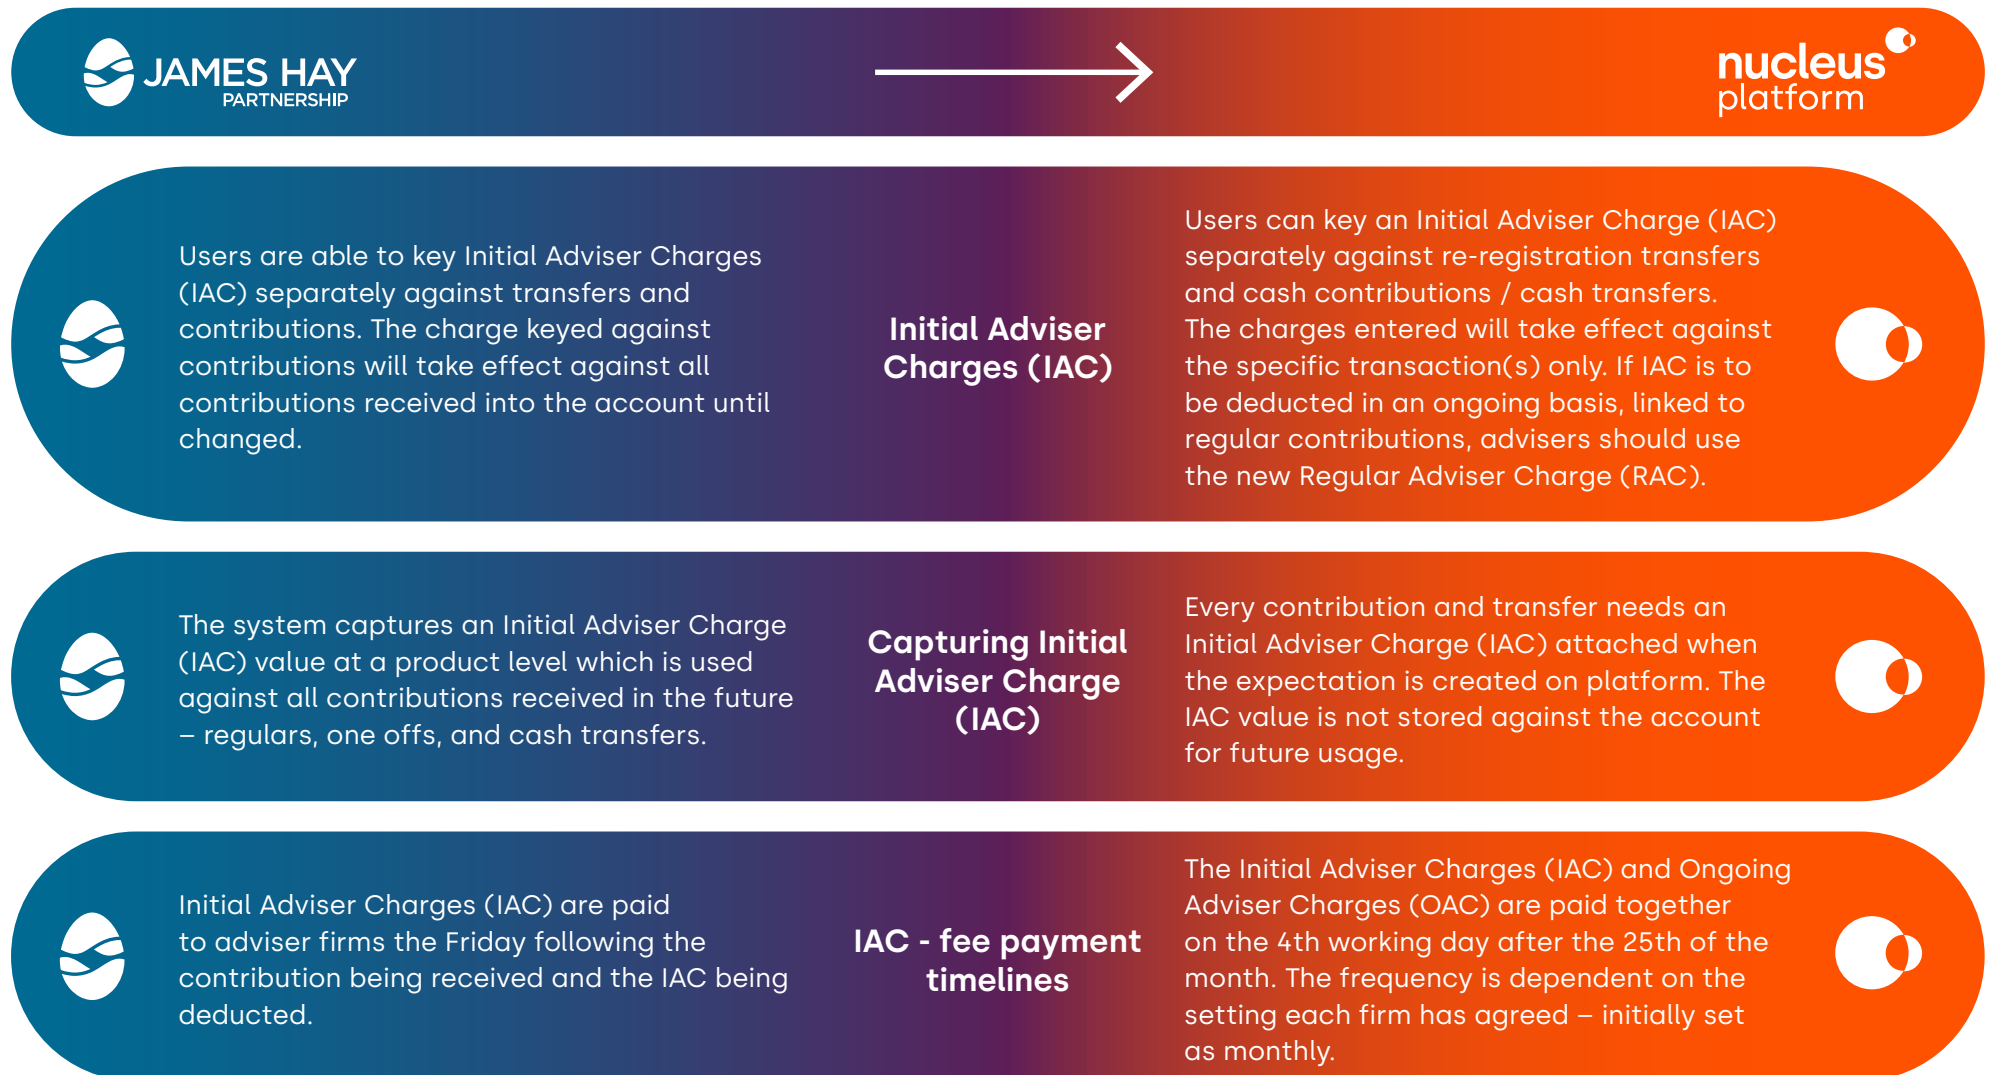 JAMES HAY
PARTNERSHIP
nucleus
platform
Users are able to key Initial Adviser Charges
(IAC) separately against transfers and
contributions. The charge keyed against
contributions will take effect against all
contributions received into the account until
changed.
Initial Adviser
Charges (IAC)
Users can key an Initial Adviser Charge (IAC)
separately against re-registration transfers
and cash contributions / cash transfers.
The charges entered will take effect against
the specific transaction(s) only. If IAC is to
be deducted in an ongoing basis, linked to
regular contributions, advisers should use
the new Regular Adviser Charge (RAC).
The system captures an Initial Adviser Charge
(IAC) value at a product level which is used
against all contributions received in the future
– regulars, one offs, and cash transfers.
Capturing Initial
Adviser Charge
(IAC)
Every contribution and transfer needs an
Initial Adviser Charge (IAC) attached when
the expectation is created on platform. The
IAC value is not stored against the account
for future usage.
Initial Adviser Charges (IAC) are paid
to adviser firms the Friday following the
contribution being received and the IAC being
deducted.
IAC - fee payment
timelines
The Initial Adviser Charges (IAC) and Ongoing
Adviser Charges (OAC) are paid together
on the 4th working day after the 25th of the
month. The frequency is dependent on the
setting each firm has agreed – initially set
as monthly.